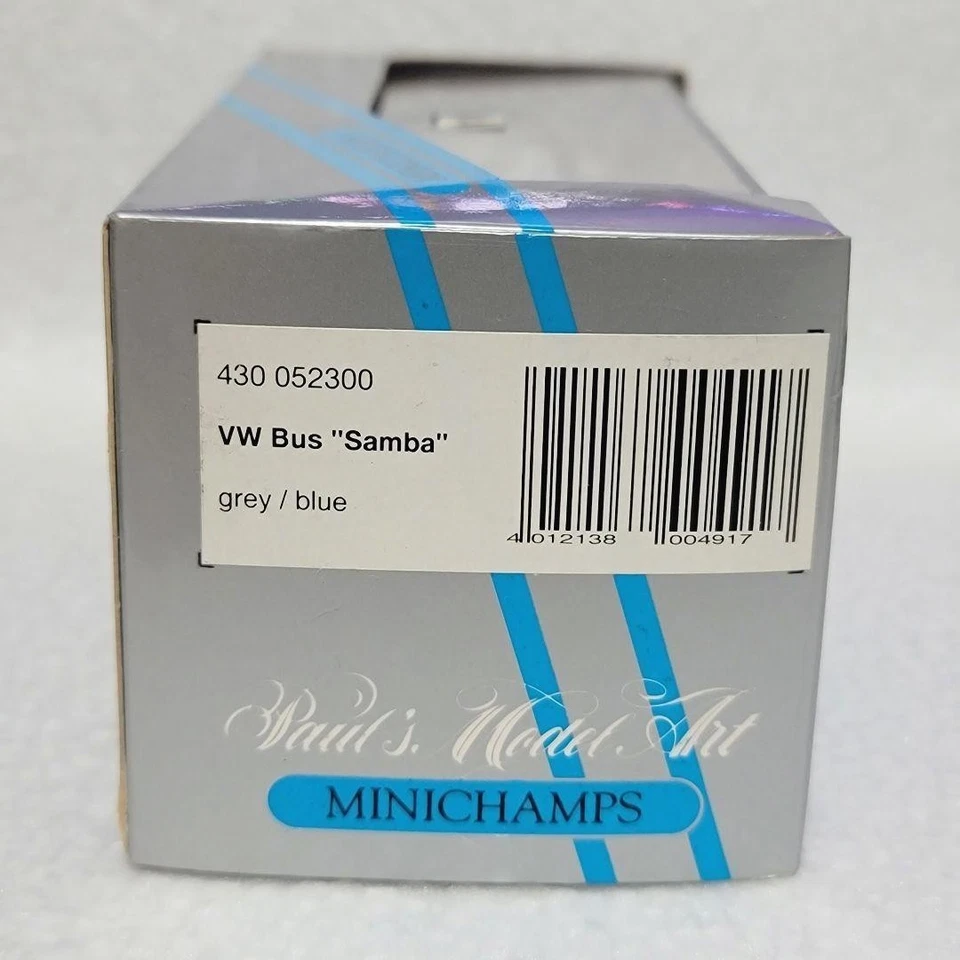 430 052300
VW Bus "Samba"
grey / blue
4 012138 004917
Paul's Model Art
MINICHAMPS